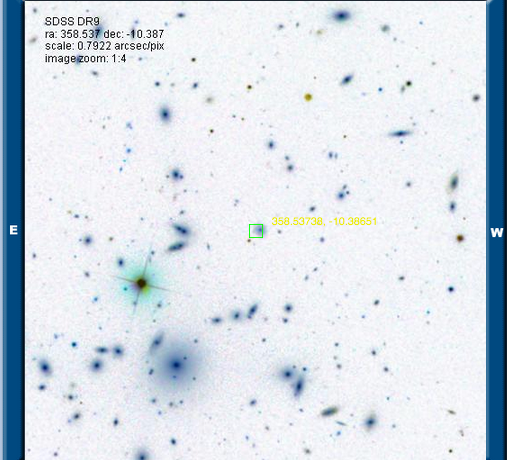 SDSS DR9
ra: 358.537 dec: -10.387
scale: 0.7922 arcsec/pix
image zoom: 1:4
358.53738, -10.38651
E
W